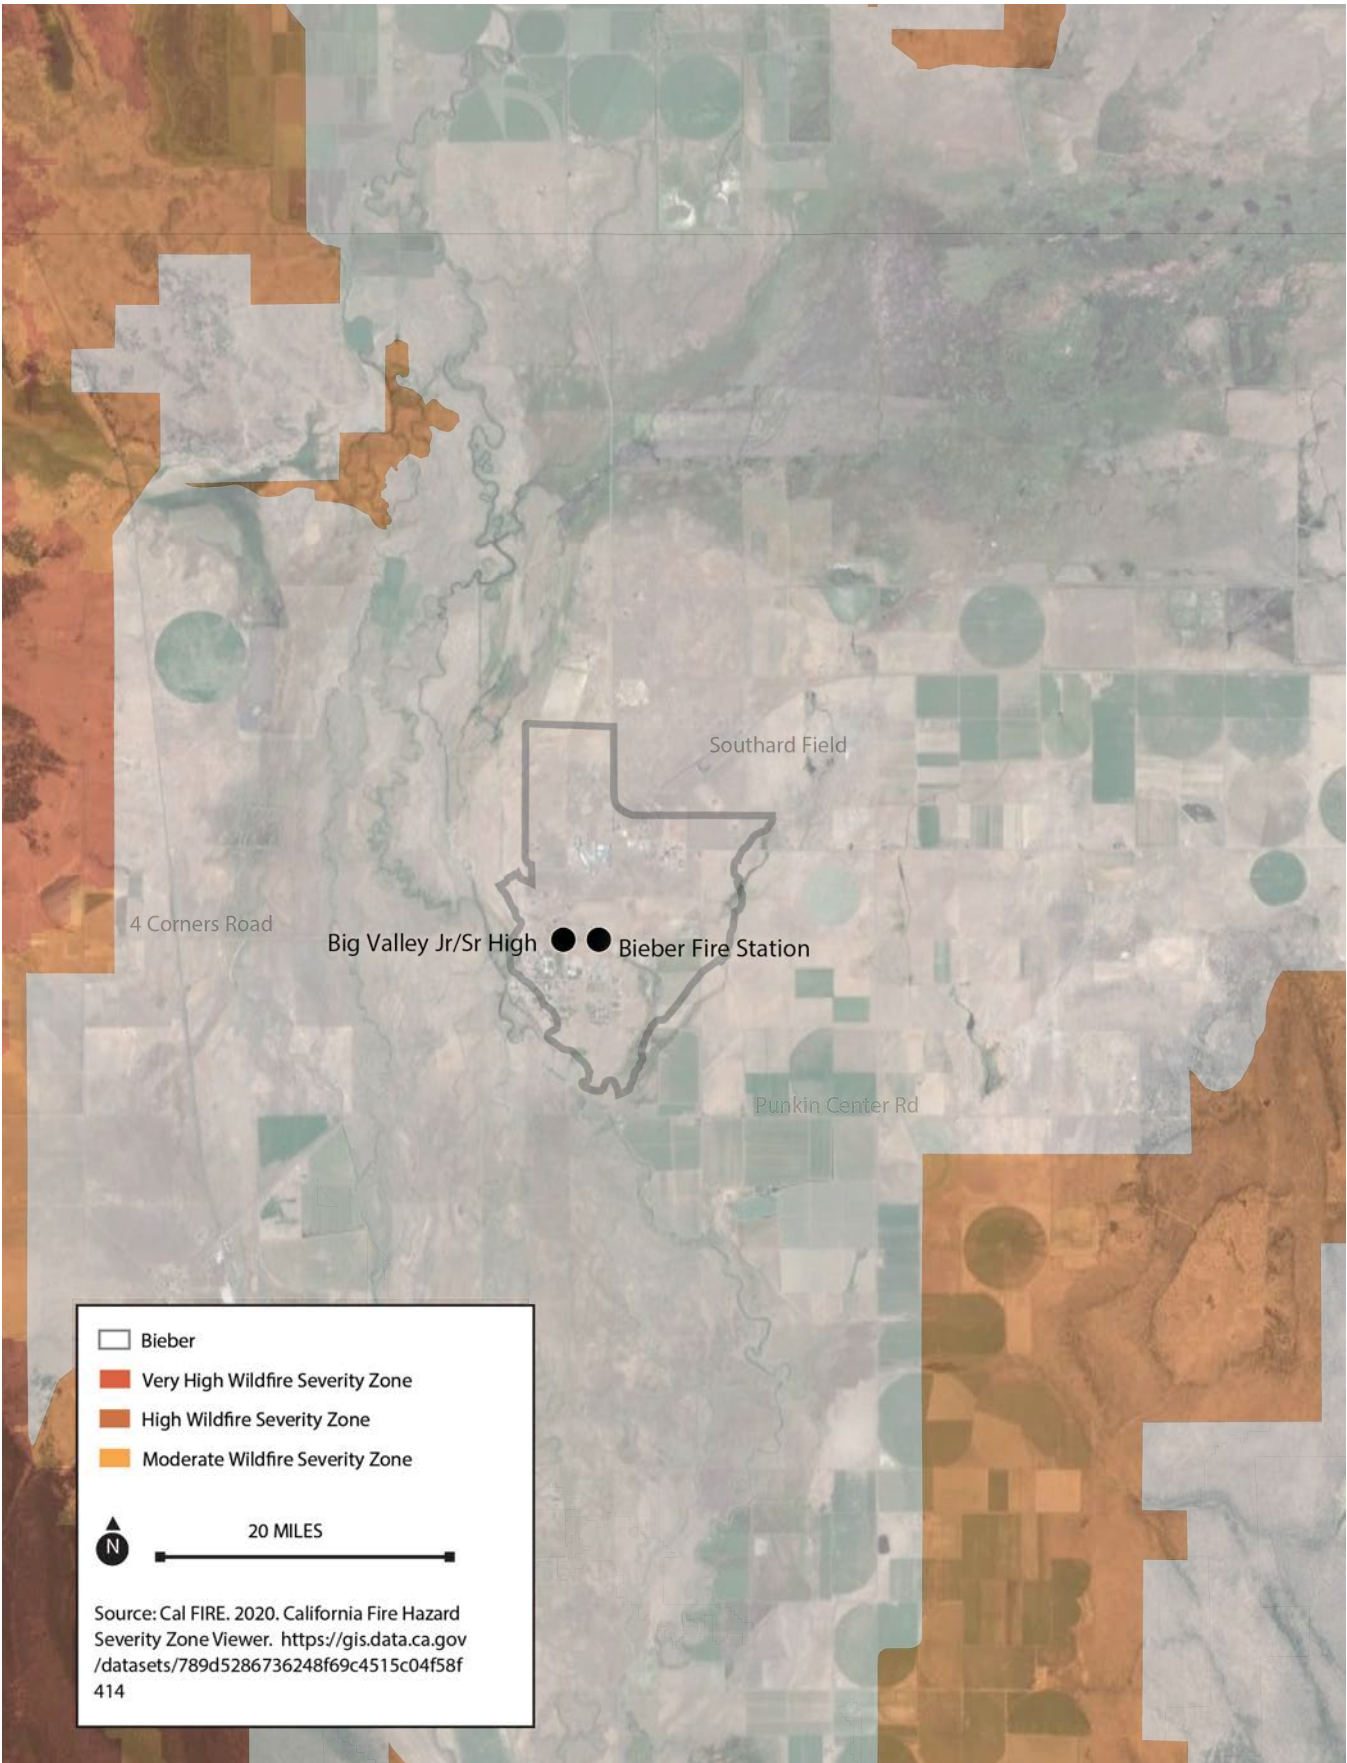 Southard Field
4 Corners Road
Big Valley Jr/Sr High
Bieber Fire Station
Punkin Center Rd
Bieber
Very High Wildfire Severity Zone
High Wildfire Severity Zone
Moderate Wildfire Severity Zone
N
20 MILES
Source: Cal FIRE. 2020. California Fire Hazard
Severity Zone Viewer. https://gis.data.ca.gov
/datasets/789d5286736248f69c4515c04f58f
414